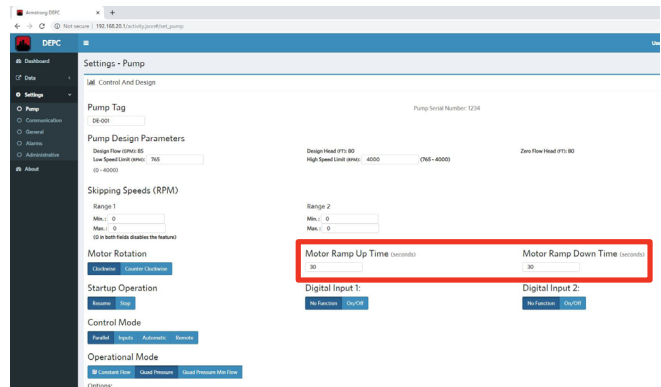 Armstrong DEPC
Not secure | 192.168.20.1/activity.json#/set_pump
DEPC
Dashboard
Data
Settings
Pump
Communication
General
Alarms
Administrative
About
Settings - Pump
Control And Design
Pump Tag
Pump Serial Number: 1234
DE-001
Pump Design Parameters
Design Flow (GPM): 85 Design Head (FT): 80 Zero Flow Head (FT): 80
Low Speed Limit (RPM): 765 High Speed Limit (RPM): 4000 (765 - 4000)
(0 - 4000)
Skipping Speeds (RPM)
Range 1 Range 2
Min. : 0 Min. : 0
Max. : 0 Max. : 0
(0 in both fields disables the feature)
Motor Rotation Motor Ramp Up Time (seconds) Motor Ramp Down Time (seconds)
Clockwise Counter Clockwise 30 30
Startup Operation Digital Input 1: Digital Input 2:
Resume Stop No Function On/Off No Function On/Off
Control Mode
Parallel Inputs Automatic Remote
Operational Mode
Constant Flow Quad Pressure Quad Pressure Min Flow
Options: